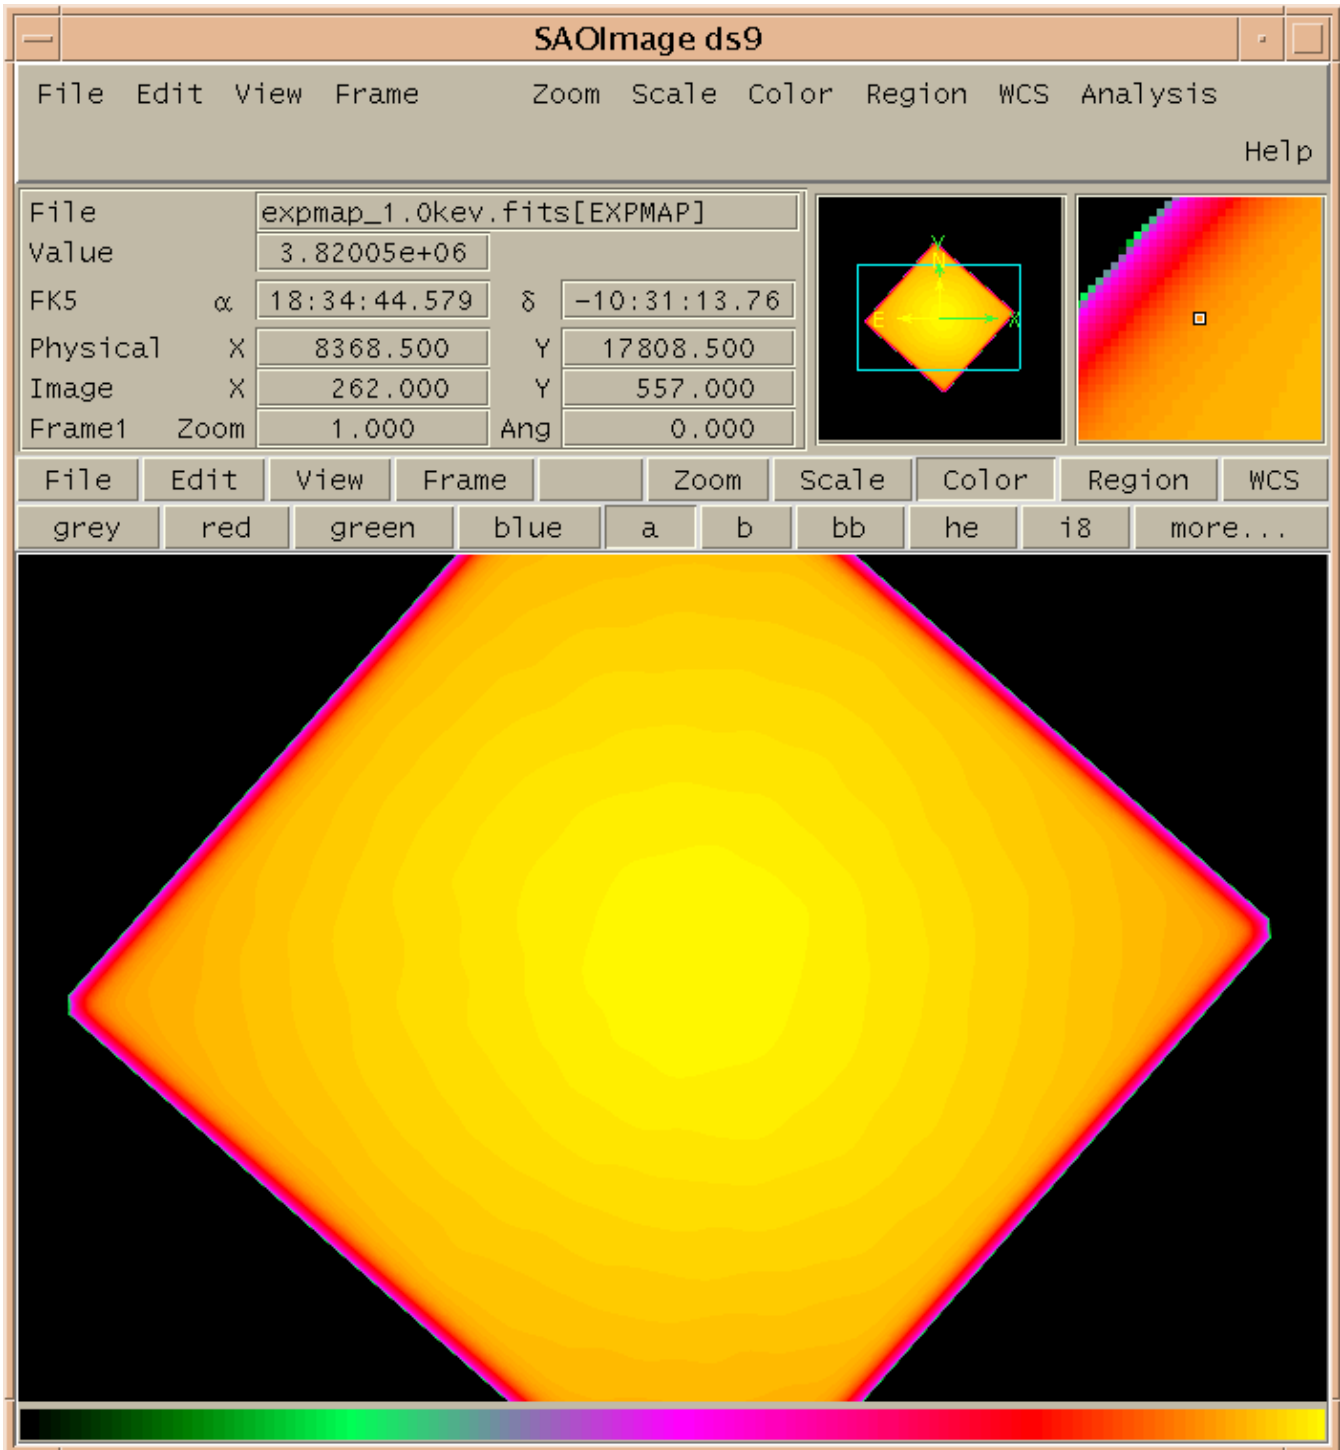 SAOImage ds9
File Edit View Frame Zoom Scale Color Region WCS Analysis
Help
File expmap_1.0kev.fits[EXPMAP]
Value 3.82005e+06
FK5 α 18:34:44.579 δ −10:31:13.76
Physical X 8368.500 Y 17808.500
Image X 262.000 Y 557.000
Frame1 Zoom 1.000 Ang 0.000
Y
N
E X
File Edit View Frame Zoom Scale Color Region WCS
grey red green blue a b bb he i8 more...